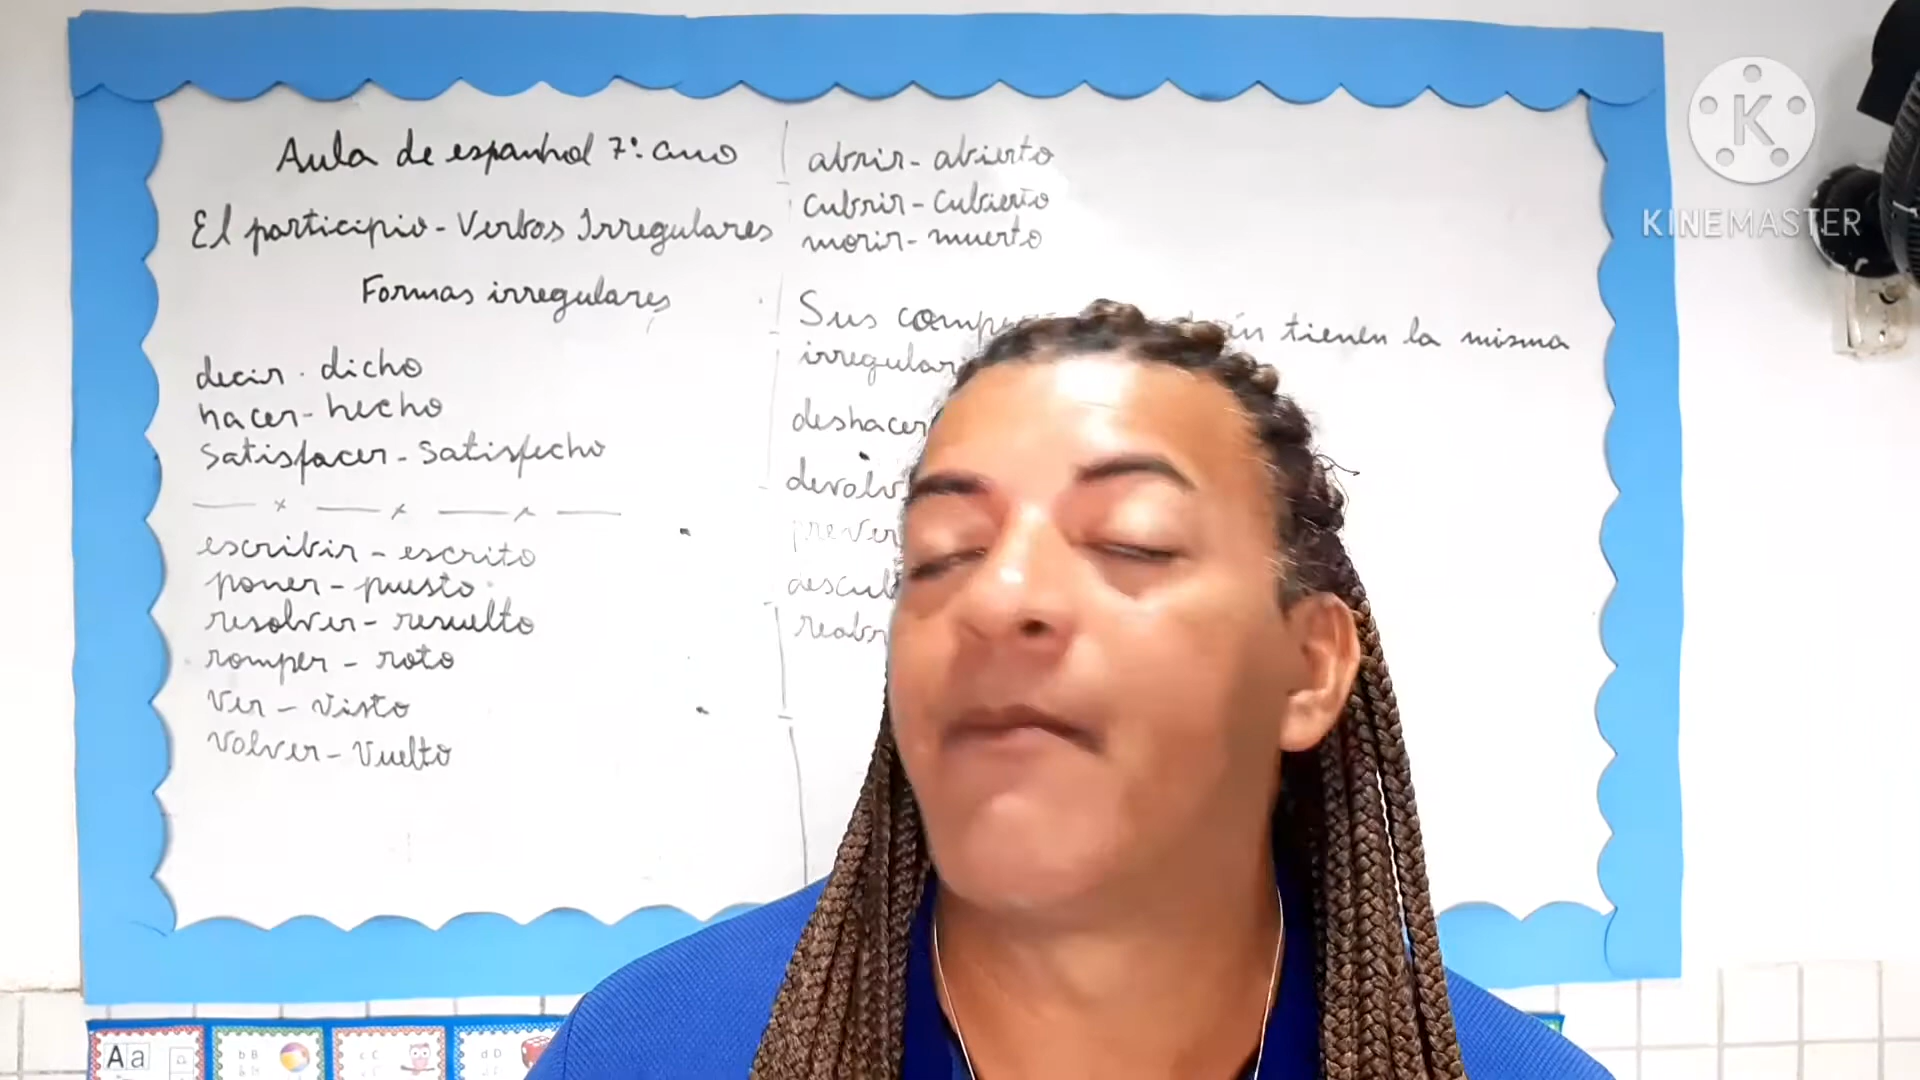 Aula de espanhol 7º ano
El participio - Verbos Irregulares
Formas irregulares
decir - dicho
hacer - hecho
Satisfacer - Satisfecho
escribir - escrito
poner - puesto
resolver - resuelto
romper - roto
Ver - Visto
Volver - Vuelto
abrir - abierto
cubrir - cubierto
morir - muerto
Sus tienen la misma
deshacer
prever
KINEMASTER
K
Aa
b B
c C
d D